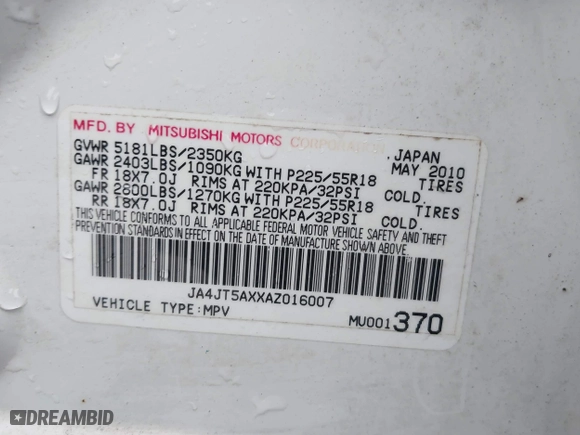 MFD. BY MITSUBISHI MOTORS CORPORATION JAPAN
GVWR 5181LBS/2350KG MAY 2010
GAWR 2403LBS/1090KG WITH P225/55R18 TIRES
FR 18X7.0J RIMS AT 220KPA/32PSI COLD.
GAWR 2600LBS/1270KG WITH P225/55R18 TIRES
RR 18X7.0J RIMS AT 220KPA/32PSI COLD.
THIS VEHICLE CONFORMS TO ALL APPLICABLE FEDERAL MOTOR VEHICLE SAFETY AND THEFT
PREVENTION STANDARDS IN EFFECT ON THE DATE OF MANUFACTURE SHOWN ABOVE.
JA4JT5AXXAZ016007
VEHICLE TYPE:MPV MU001370
DREAMBID